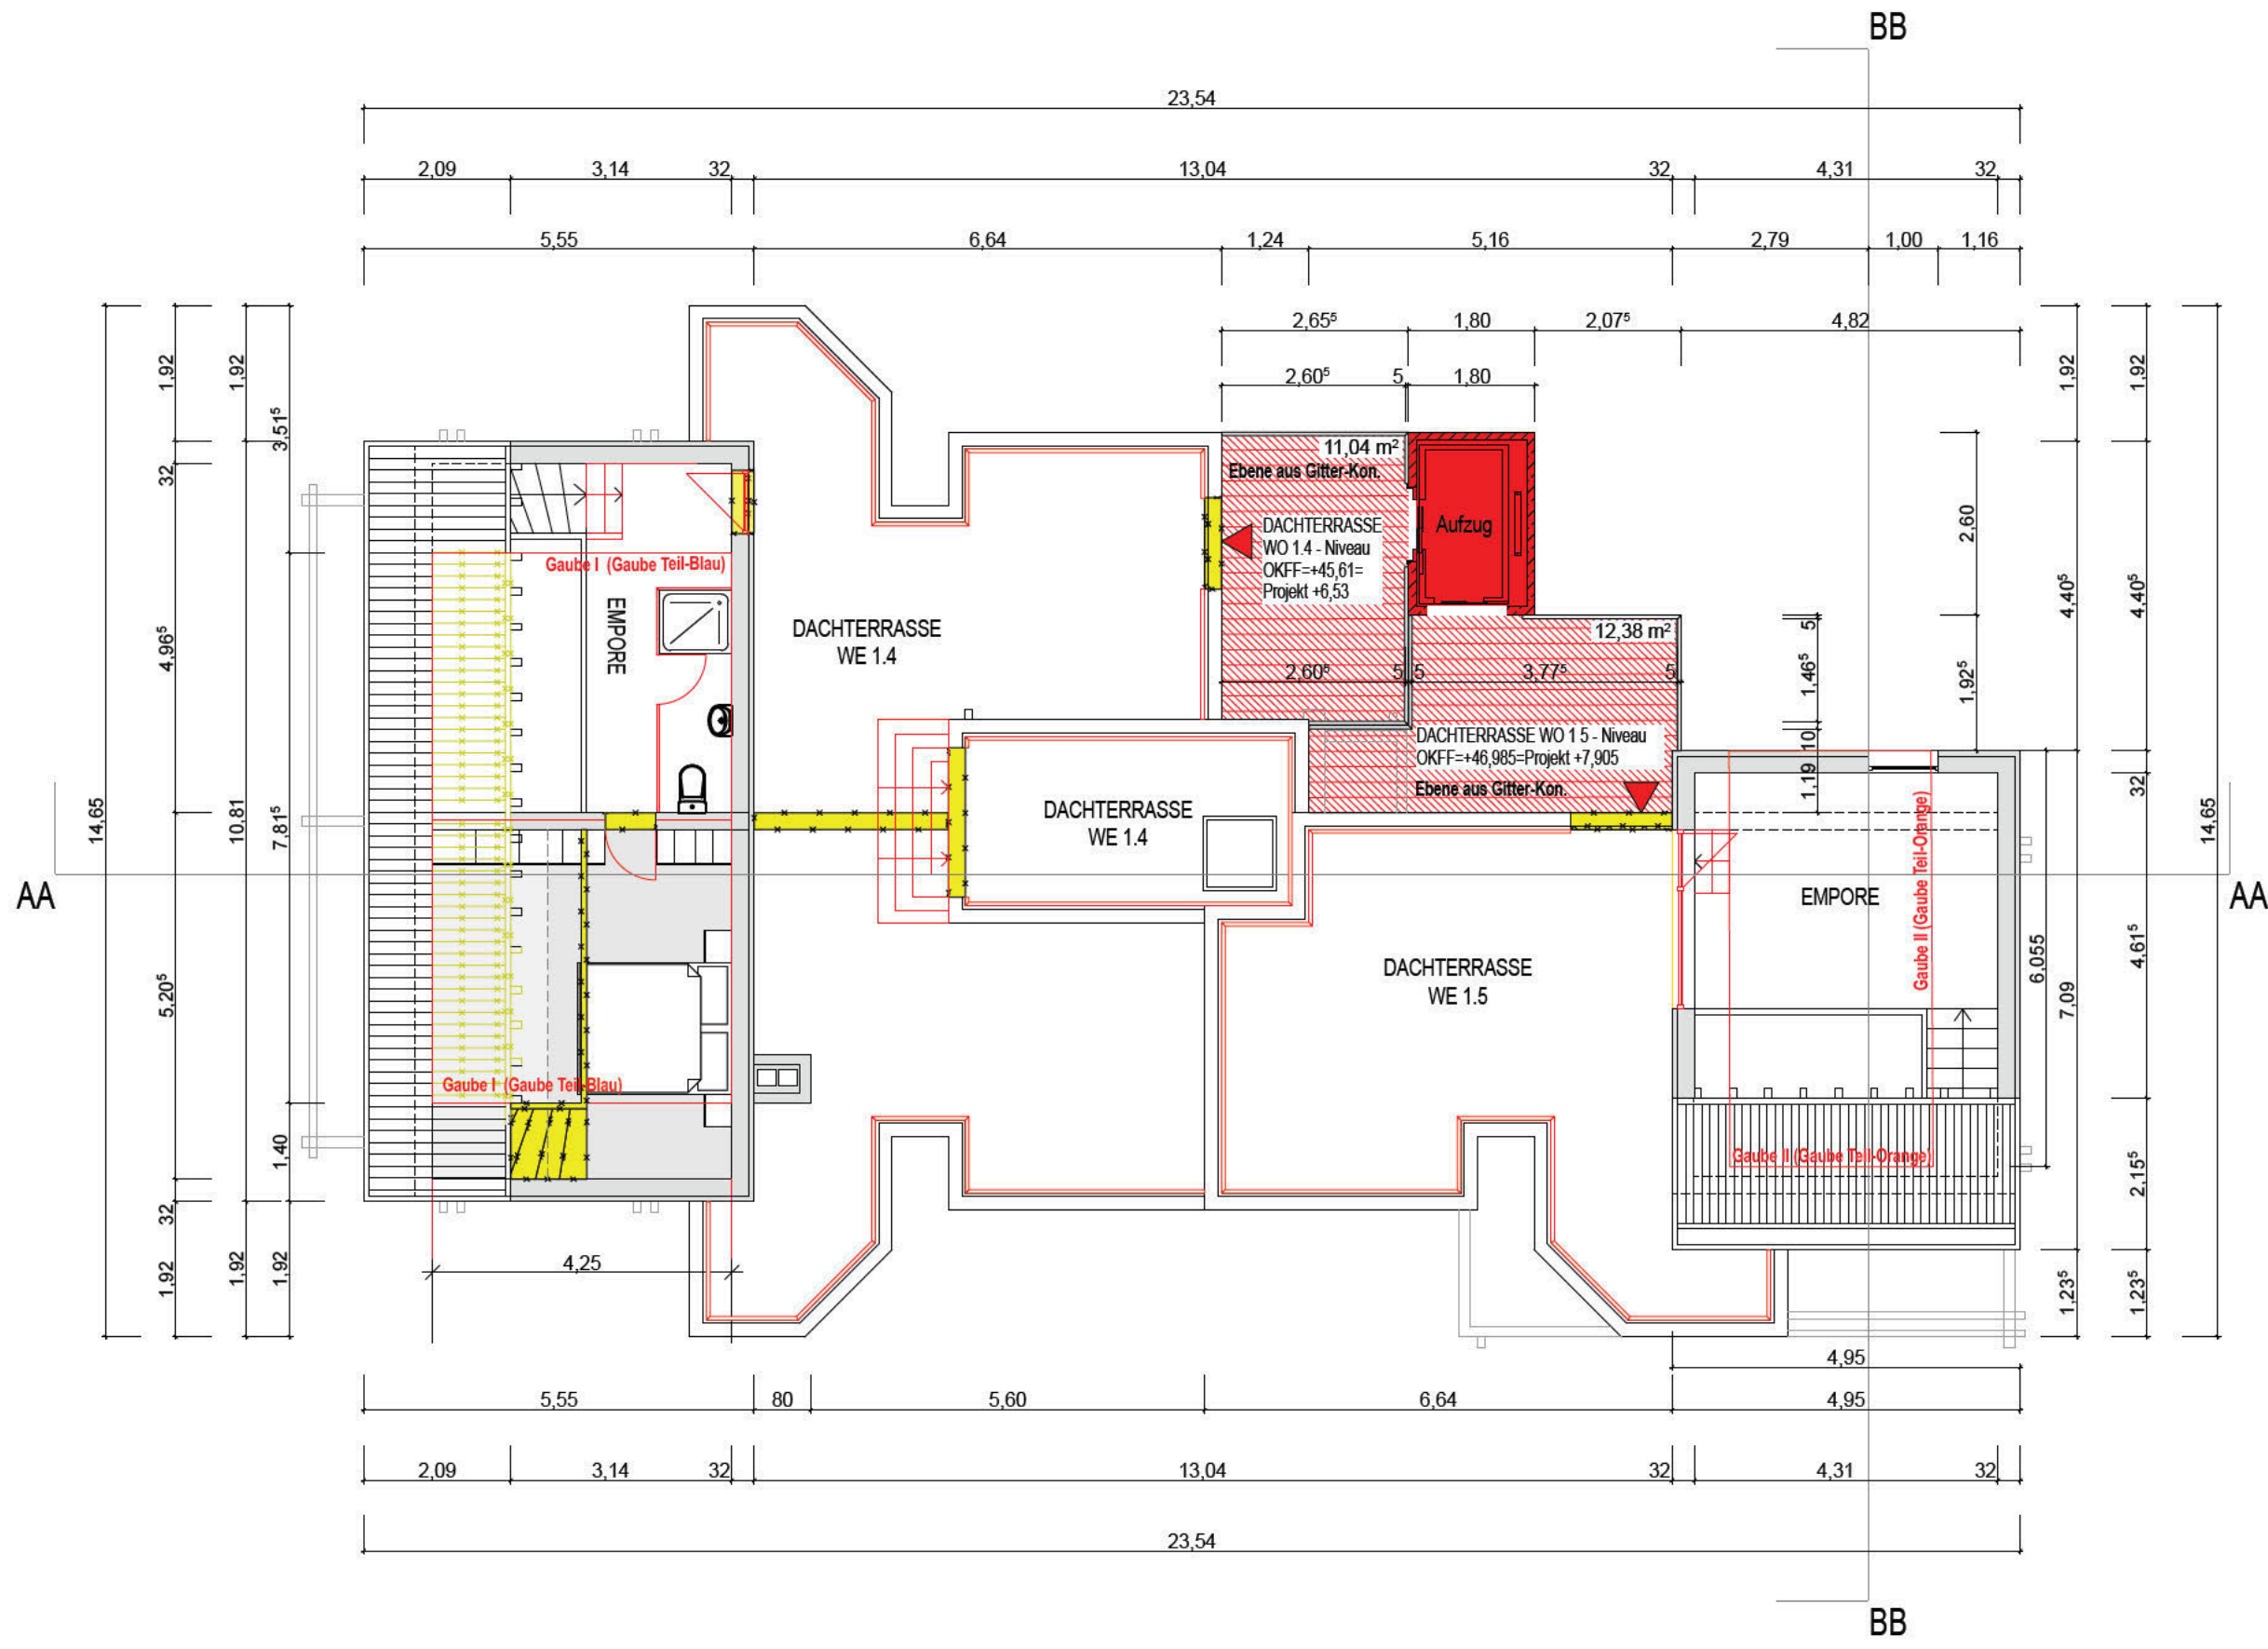 BB
23,54
2,09 3,14 32 13,04 32 4,31 32
5,55 6,64 1,24 5,16 2,79 1,00 1,16
2,65⁵ 1,80 2,07⁵ 4,82
2,60⁵ 5 1,80
14,65
1,92 32 4,96⁵ 5,20⁵ 32 1,92
1,92 10,81 1,92
3,51⁵ 7,81⁵ 1,40 1,92
Gaube I (Gaube Teil-Blau)
EMPORE
DACHTERRASSE
WE 1.4
11,04 m²
Ebene aus Gitter-Kon.
DACHTERRASSE
WO 1.4 - Niveau
OKFF=+45,61=
Projekt +6,53
Aufzug
12,38 m²
2,60⁵ 5 5 3,77⁵ 5
DACHTERRASSE WO 1 5 - Niveau
OKFF=+46,985=Projekt +7,905
Ebene aus Gitter-Kon.
5 1,46⁵ 10 1,19
2,60 1,92⁵
DACHTERRASSE
WE 1.4
AA
AA
EMPORE
Gaube II (Gaube Teil-Orange)
DACHTERRASSE
WE 1.5
Gaube I (Gaube Teil-Blau)
Gaube II (Gaube Teil-Orange)
6,055
1,92 4,40⁵ 7,09 1,23⁵
1,92 4,40⁵ 32 4,61⁵ 2,15⁵ 1,23⁵
14,65
4,25
4,95
5,55 80 5,60 6,64 4,95
2,09 3,14 32 13,04 32 4,31 32
23,54
BB